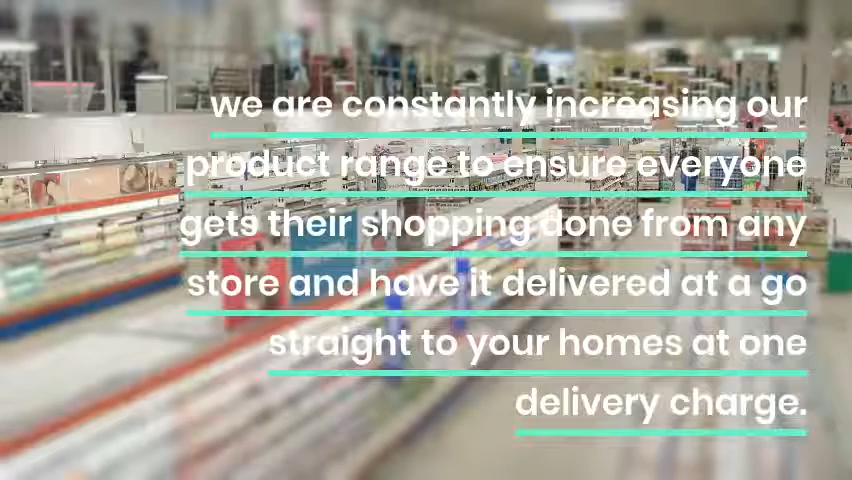 we are constantly increasing our
product range to ensure everyone
gets their shopping done from any
store and have it delivered at a go
straight to your homes at one
delivery charge.